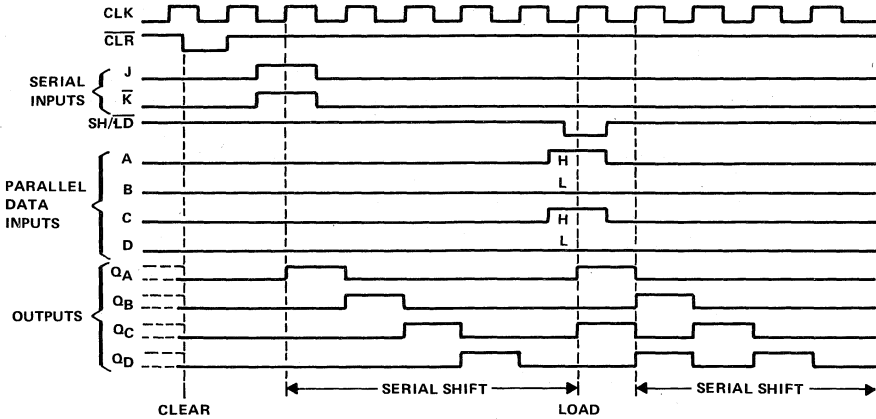 CLK
CLR
SERIAL
INPUTS
J
K
SH/LD
PARALLEL
DATA
INPUTS
A
H
B
L
C
H
D
L
OUTPUTS
QA
QB
QC
QD
SERIAL SHIFT
SERIAL SHIFT
CLEAR
LOAD